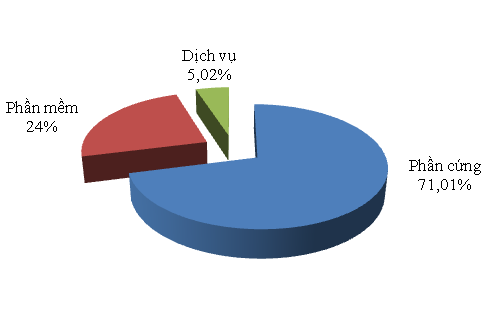 Dịch vụ
5,02%
Phần mềm
24%
Phần cứng
71,01%